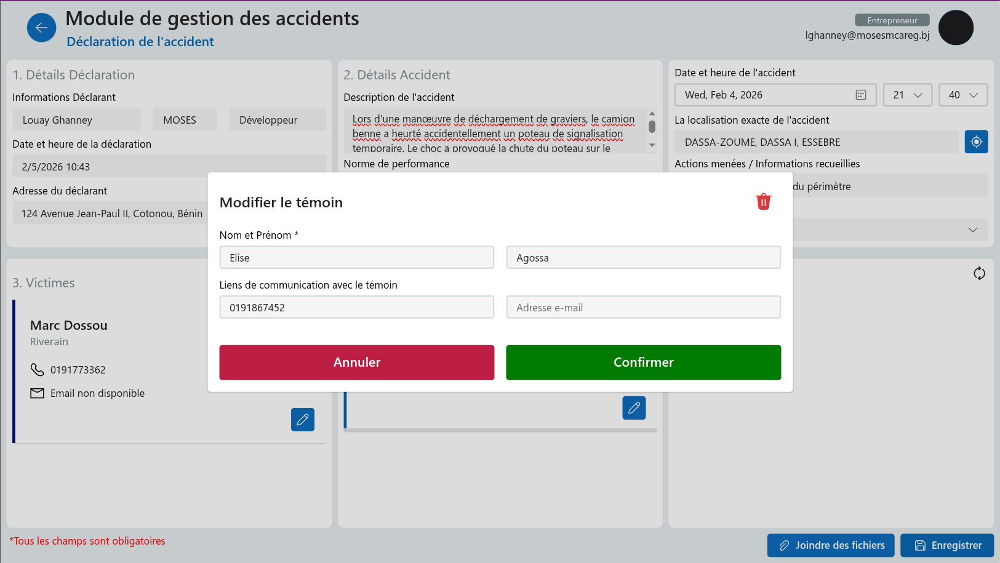 Module de gestion des accidents
Déclaration de l'accident
Entrepreneur
lghanney@mosesmcareg.bj
1. Détails Déclaration
Informations Déclarant
Louay Ghanney
MOSES
Développeur
Date et heure de la déclaration
2/5/2026 10:43
Adresse du déclarant
124 Avenue Jean-Paul II, Cotonou, Bénin
2. Détails Accident
Description de l'accident
Lors d'une manœuvre de déchargement de graviers, le camion
benne a heurté accidentellement un poteau de signalisation
temporaire. Le choc a provoqué la chute du poteau sur le
Norme de performance
Date et heure de l'accident
Wed, Feb 4, 2026
21
40
La localisation exacte de l'accident
DASSA-ZOUME, DASSA I, ESSEBRE
Actions menées / Informations recueillies
du périmètre
Modifier le témoin
Nom et Prénom *
Elise
Agossa
Liens de communication avec le témoin
0191867452
Adresse e-mail
Annuler
Confirmer
3. Victimes
Marc Dossou
Riverain
0191773362
Email non disponible
*Tous les champs sont obligatoires
Joindre des fichiers
Enregistrer